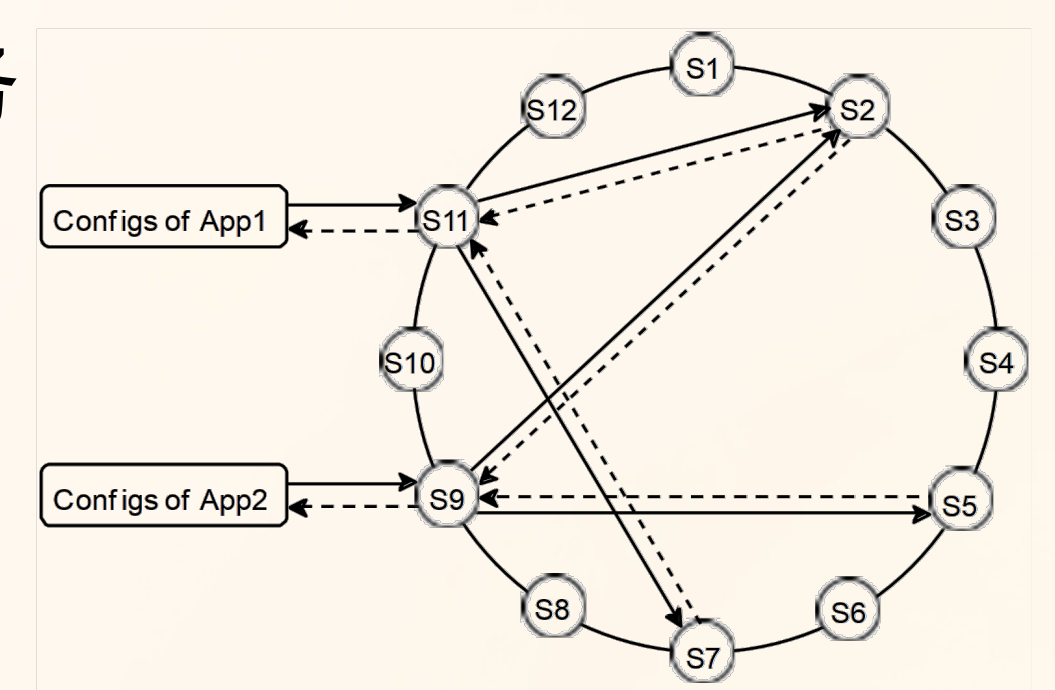 S1
S12
S2
Configs of App1
S11
S3
S10
S4
Configs of App2
S9
S5
S8
S6
S7